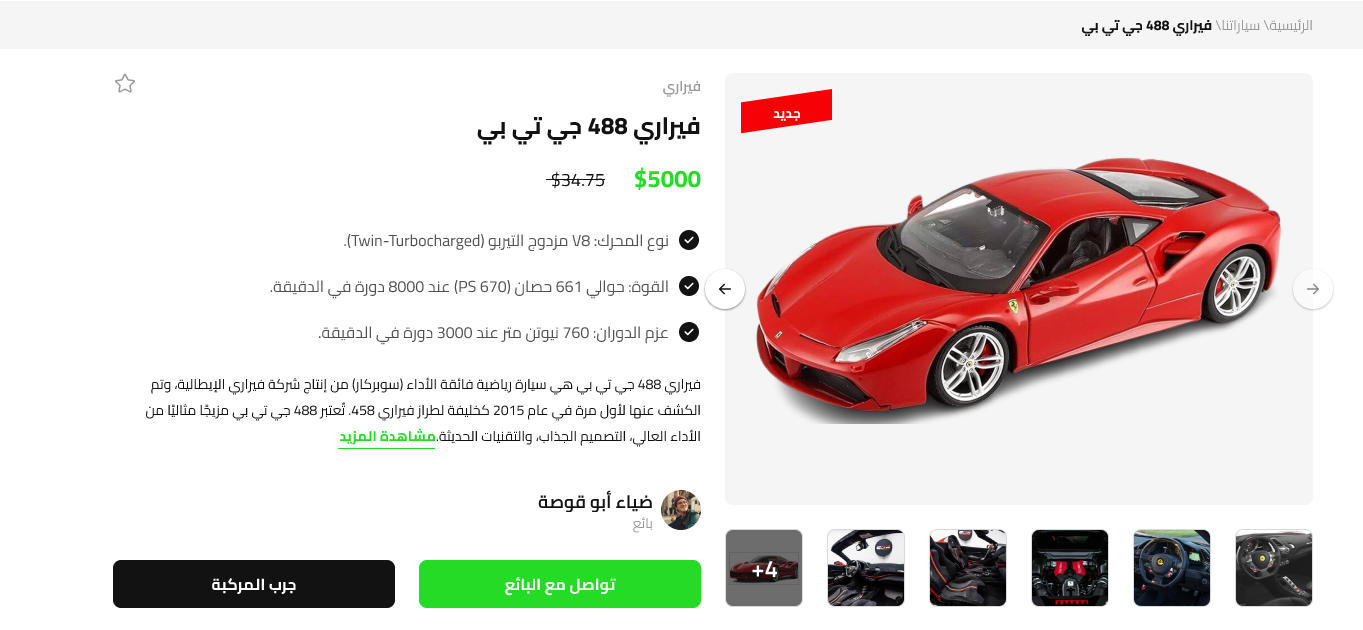 الرئيسية\ سياراتنا\ فيراري 488 جي تي بي
جديد
فيراري
فيراري 488 جي تي بي
$5000 $34.75
نوع المحرك: V8 مزدوج التيربو (Twin-Turbocharged).
القوة: حوالي 661 حصان (670 PS) عند 8000 دورة في الدقيقة.
عزم الدوران: 760 نيوتن متر عند 3000 دورة في الدقيقة.
فيراري 488 جي تي بي هي سيارة رياضية فائقة الأداء (سوبركار) من إنتاج شركة فيراري الإيطالية، وتم
الكشف عنها لأول مرة في عام 2015 كخليفة لطراز فيراري 458. تُعتبر 488 جي تي بي مزيجًا مثاليًا من
الأداء العالي، التصميم الجذاب، والتقنيات الحديثة.مشاهدة المزيد
ضياء أبو قوصة
بائع
+4
تواصل مع البائع
جرب المركبة